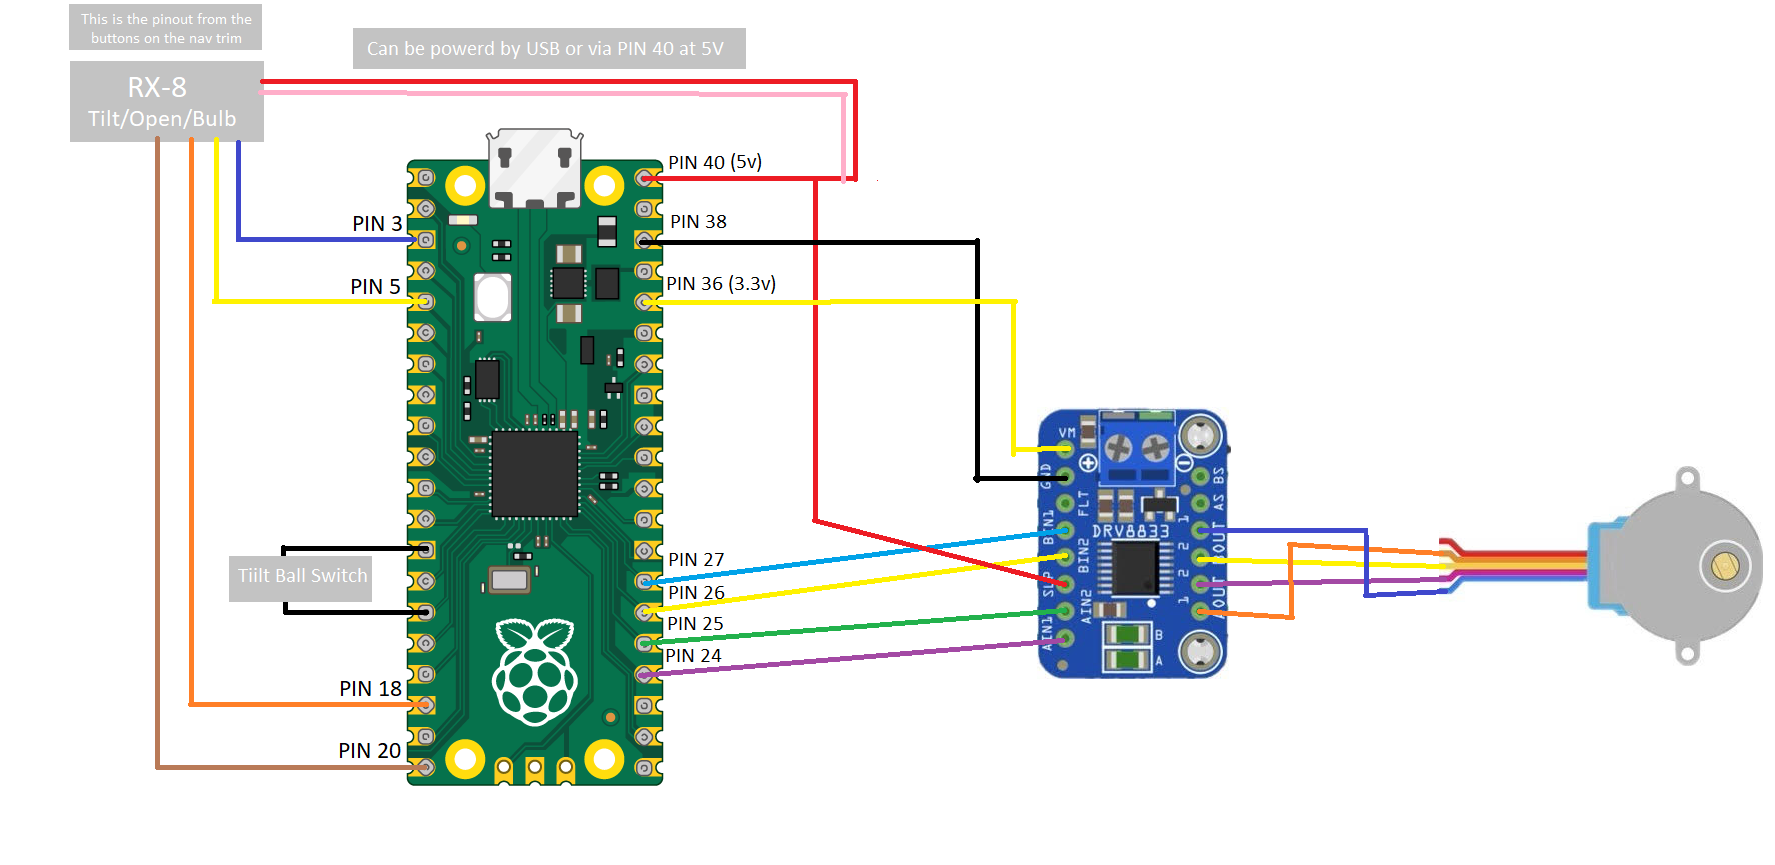 This is the pinout from the
buttons on the nav trim
Can be powerd by USB or via PIN 40 at 5V
RX-8
Tilt/Open/Bulb
PIN 40 (5v)
PIN 3
PIN 38
PIN 5
PIN 36 (3.3v)
Tiilt Ball Switch
PIN 27
PIN 26
PIN 25
PIN 24
PIN 18
PIN 20
VM
GND
FLT
BIN1
BIN2
SLP
AIN2
AIN1
DRV8833
BS
AS
1
BOUT
2
2
AOUT
1
B
A